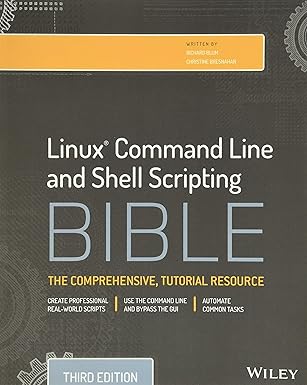 WRITTEN BY
RICHARD BLUM
CHRISTINE BRESNAHAN
Linux® Command Line
and Shell Scripting
BIBLE
THE COMPREHENSIVE, TUTORIAL RESOURCE
CREATE PROFESSIONAL
REAL-WORLD SCRIPTS
USE THE COMMAND LINE
AND BYPASS THE GUI
AUTOMATE
COMMON TASKS
THIRD EDITION
WILEY